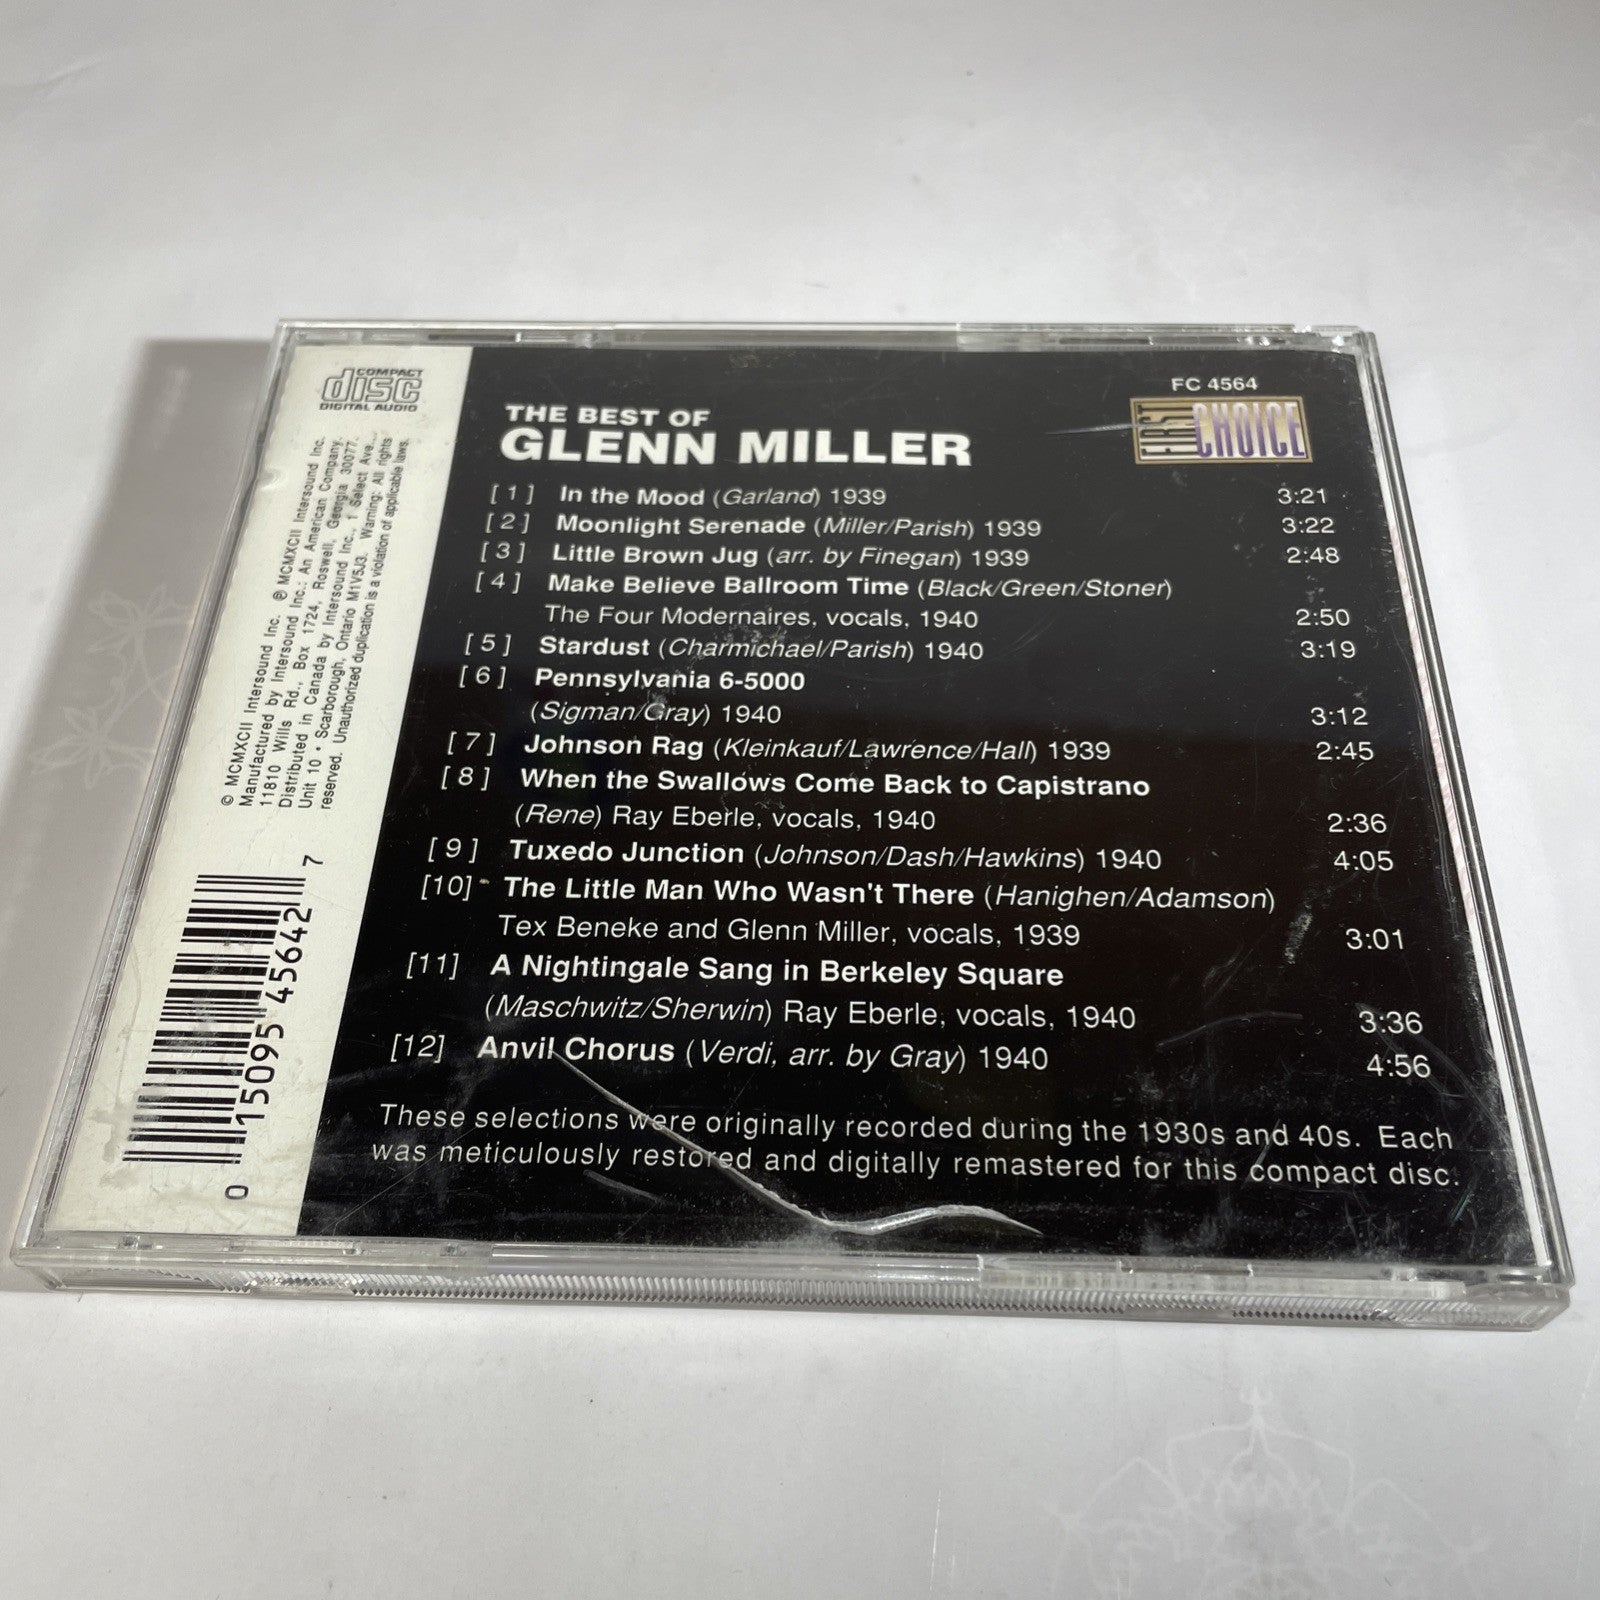 COMPACT
disc
DIGITAL AUDIO
THE BEST OF
GLENN MILLER
FC 4564
FIRST CHOICE
[1] In the Mood (Garland) 1939 3:21
[2] Moonlight Serenade (Miller/Parish) 1939 3:22
[3] Little Brown Jug (arr. by Finegan) 1939 2:48
[4] Make Believe Ballroom Time (Black/Green/Stoner)
The Four Modernaires, vocals, 1940 2:50
[5] Stardust (Charmichael/Parish) 1940 3:19
[6] Pennsylvania 6-5000
(Sigman/Gray) 1940 3:12
[7] Johnson Rag (Kleinkauf/Lawrence/Hall) 1939 2:45
[8] When the Swallows Come Back to Capistrano
(Rene) Ray Eberle, vocals, 1940 2:36
[9] Tuxedo Junction (Johnson/Dash/Hawkins) 1940 4:05
[10] The Little Man Who Wasn't There (Hanighen/Adamson)
Tex Beneke and Glenn Miller, vocals, 1939 3:01
[11] A Nightingale Sang in Berkeley Square
(Maschwitz/Sherwin) Ray Eberle, vocals, 1940 3:36
[12] Anvil Chorus (Verdi, arr. by Gray) 1940 4:56
These selections were originally recorded during the 1930s and 40s. Each
was meticulously restored and digitally remastered for this compact disc.
© MCMXCII Intersound Inc. ℗ MCMXCII Intersound Inc.
Manufactured by Intersound Inc.: An American Company.
11810 Wills Rd., Box 1724, Roswell, Georgia 30077.
Distributed in Canada by Intersound Inc., 1 Select Ave.,
Unit 10 • Scarborough, Ontario M1V5J3. Warning: All rights
reserved. Unauthorized duplication is a violation of applicable laws.
0 15095 45642 7